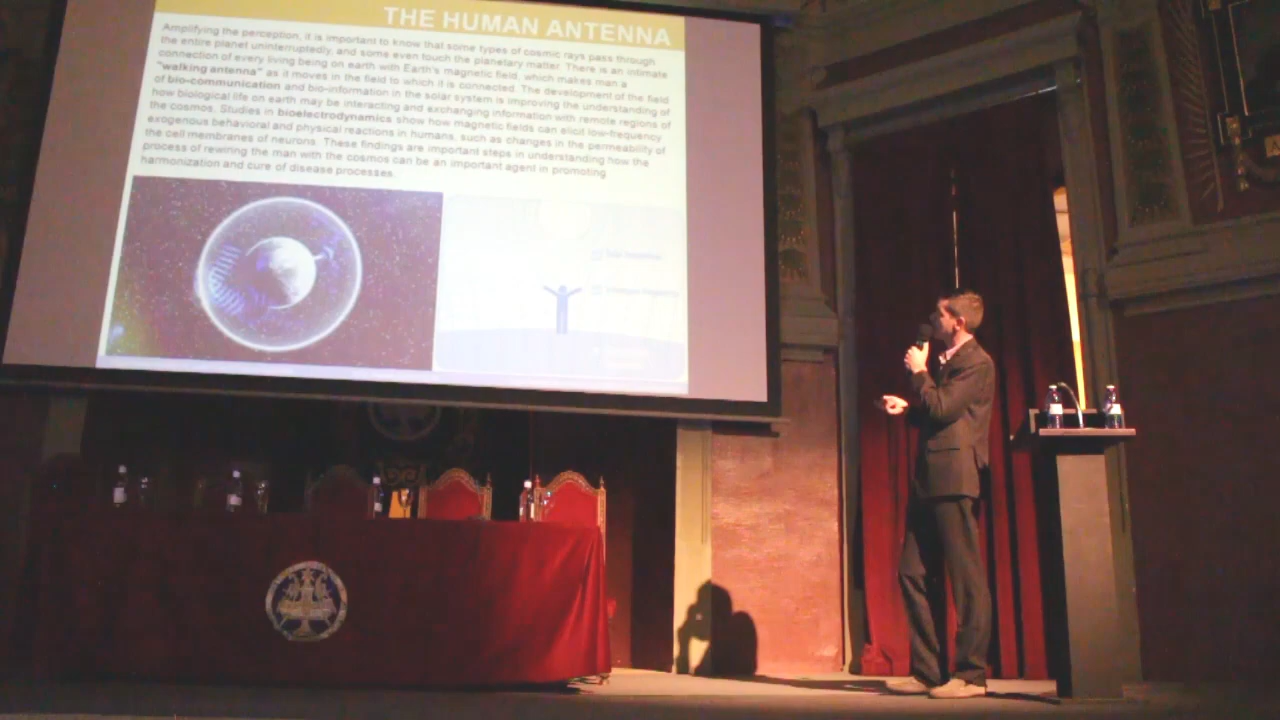 THE HUMAN ANTENNA
Amplifying the perception, it is important to know that some types of cosmic rays pass through
the entire planet uninterruptedly, and some even touch the planetary matter. There is an intimate
connection of every living being on earth with Earth's magnetic field, which makes man a
"walking antenna" as it moves in the field to which it is connected. The development of the field
of bio-communication and bio-information in the solar system is improving the understanding of
how biological life on earth may be interacting and exchanging information with remote regions of
the cosmos. Studies in bioelectrodynamics show how magnetic fields can elicit low-frequency
exogenous behavioral and physical reactions in humans, such as changes in the permeability of
the cell membranes of neurons. These findings are important steps in understanding how the
process of rewiring the man with the cosmos can be an important agent in promoting
harmonization and cure of disease processes.